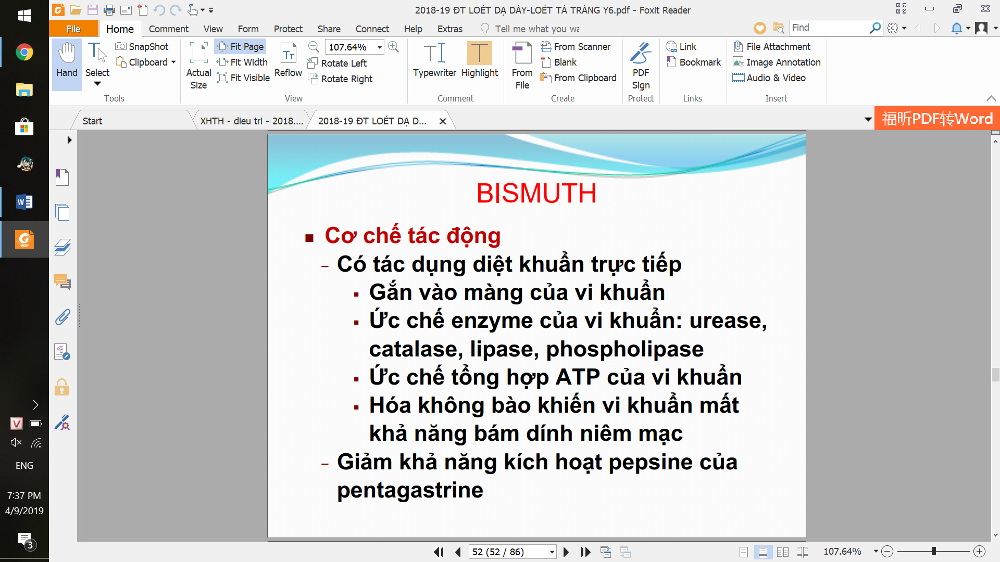 2018-19 ĐT LOÉT DẠ DÀY-LOÉT TÁ TRÀNG Y6.pdf - Foxit Reader
File
Home
Comment
View
Form
Protect
Share
Connect
Help
Extras
Tell me what you wa
Find
Hand
Select
SnapShot
Clipboard
Tools
Actual
Size
Fit Page
Fit Width
Fit Visible
Reflow
107.64%
Rotate Left
Rotate Right
View
Typewriter
Highlight
Comment
From
File
From Scanner
Blank
From Clipboard
Create
PDF
Sign
Protect
Link
Bookmark
Links
File Attachment
Image Annotation
Audio & Video
Insert
Start
XHTH - dieu tri - 2018....
2018-19 ĐT LOÉT DẠ D...
福昕PDF转Word
BISMUTH
Cơ chế tác động
– Có tác dụng diệt khuẩn trực tiếp
Gắn vào màng của vi khuẩn
Ức chế enzyme của vi khuẩn: urease,
catalase, lipase, phospholipase
Ức chế tổng hợp ATP của vi khuẩn
Hóa không bào khiến vi khuẩn mất
khả năng bám dính niêm mạc
– Giảm khả năng kích hoạt pepsine của
pentagastrine
PDF
ENG
7:37 PM
4/9/2019
3
52 (52 / 86)
107.64%